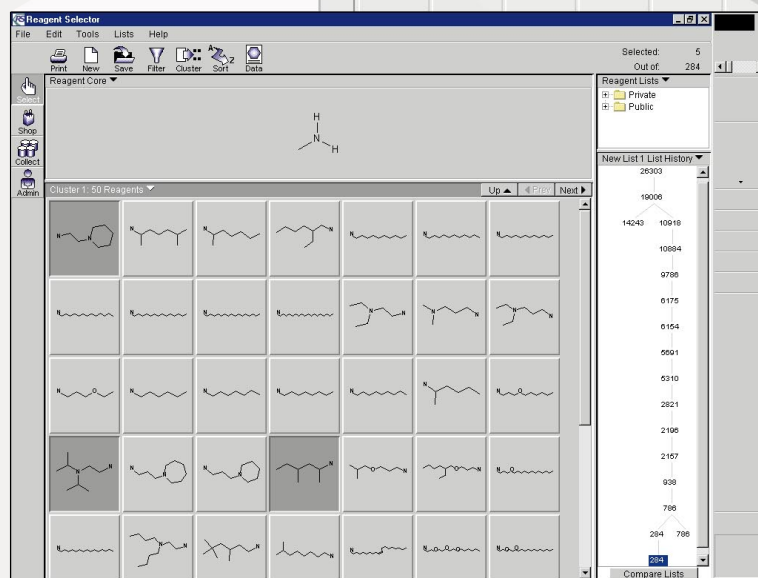 Reagent Selector
File Edit Tools Lists Help
Print New Save Filter Cluster Sort Data
Selected: 5
Out of: 284
Select
Shop
Collect
Admin
Reagent Core
H
N
H
Reagent Lists
Private
Public
Cluster 1: 50 Reagents
Up Prev Next
New List 1 List History
26303
19006
14243 10918
10884
9786
6175
6154
5691
5310
2821
2196
2157
938
786
284 786
284
Compare Lists